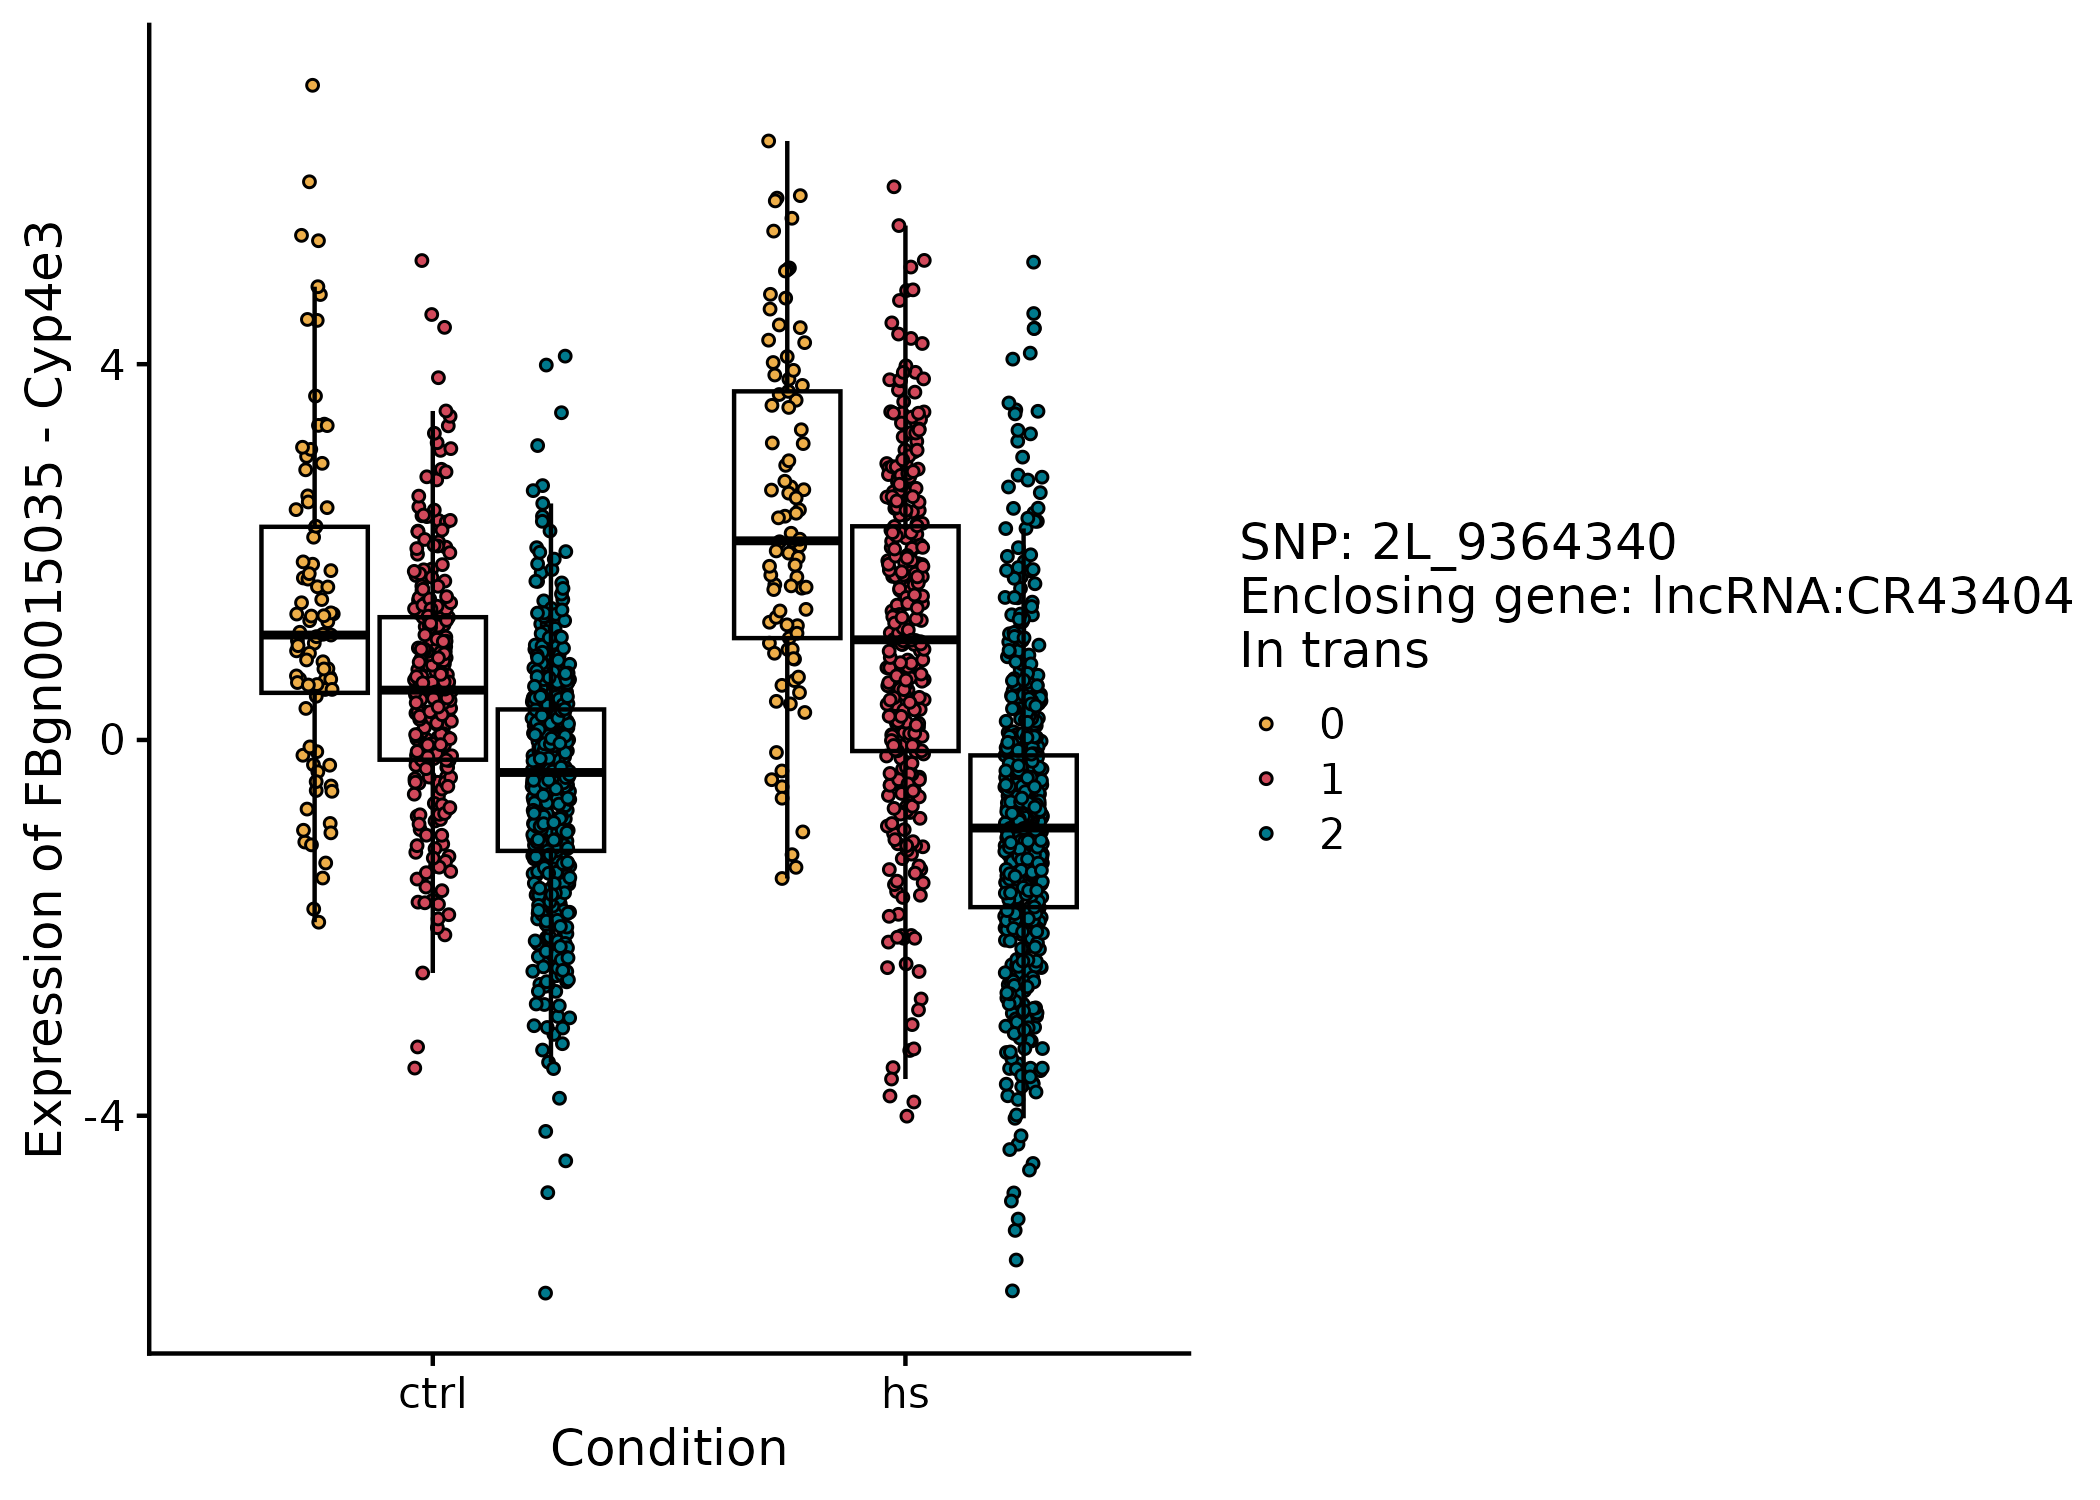 Expression of FBgn0015035 - Cyp4e3
4
0
-4
ctrl
hs
Condition
SNP: 2L_9364340
Enclosing gene: lncRNA:CR43404
In trans
0
1
2